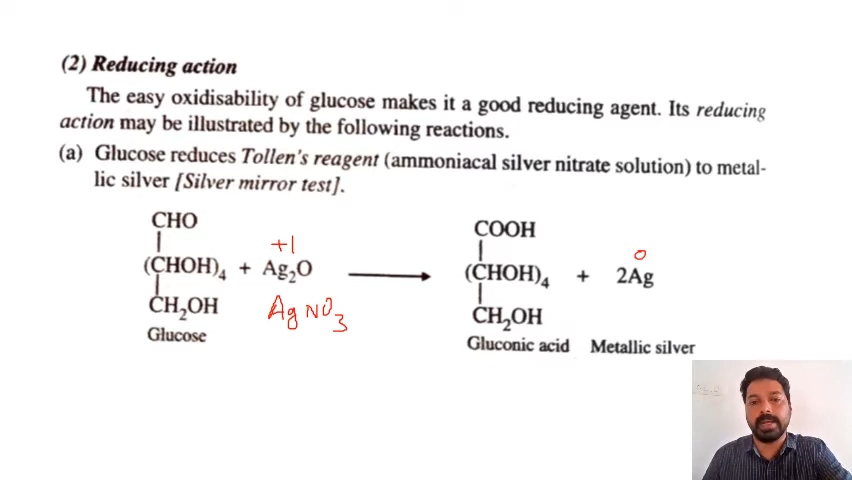 (2) Reducing action
The easy oxidisability of glucose makes it a good reducing agent. Its reducing
action may be illustrated by the following reactions.
(a) Glucose reduces Tollen's reagent (ammoniacal silver nitrate solution) to metal-
lic silver [Silver mirror test].
CHO
(CHOH)4 + Ag2O
CH2OH
Glucose
+1
AgNO3
COOH
(CHOH)4 + 2Ag
CH2OH
Gluconic acid Metallic silver
0